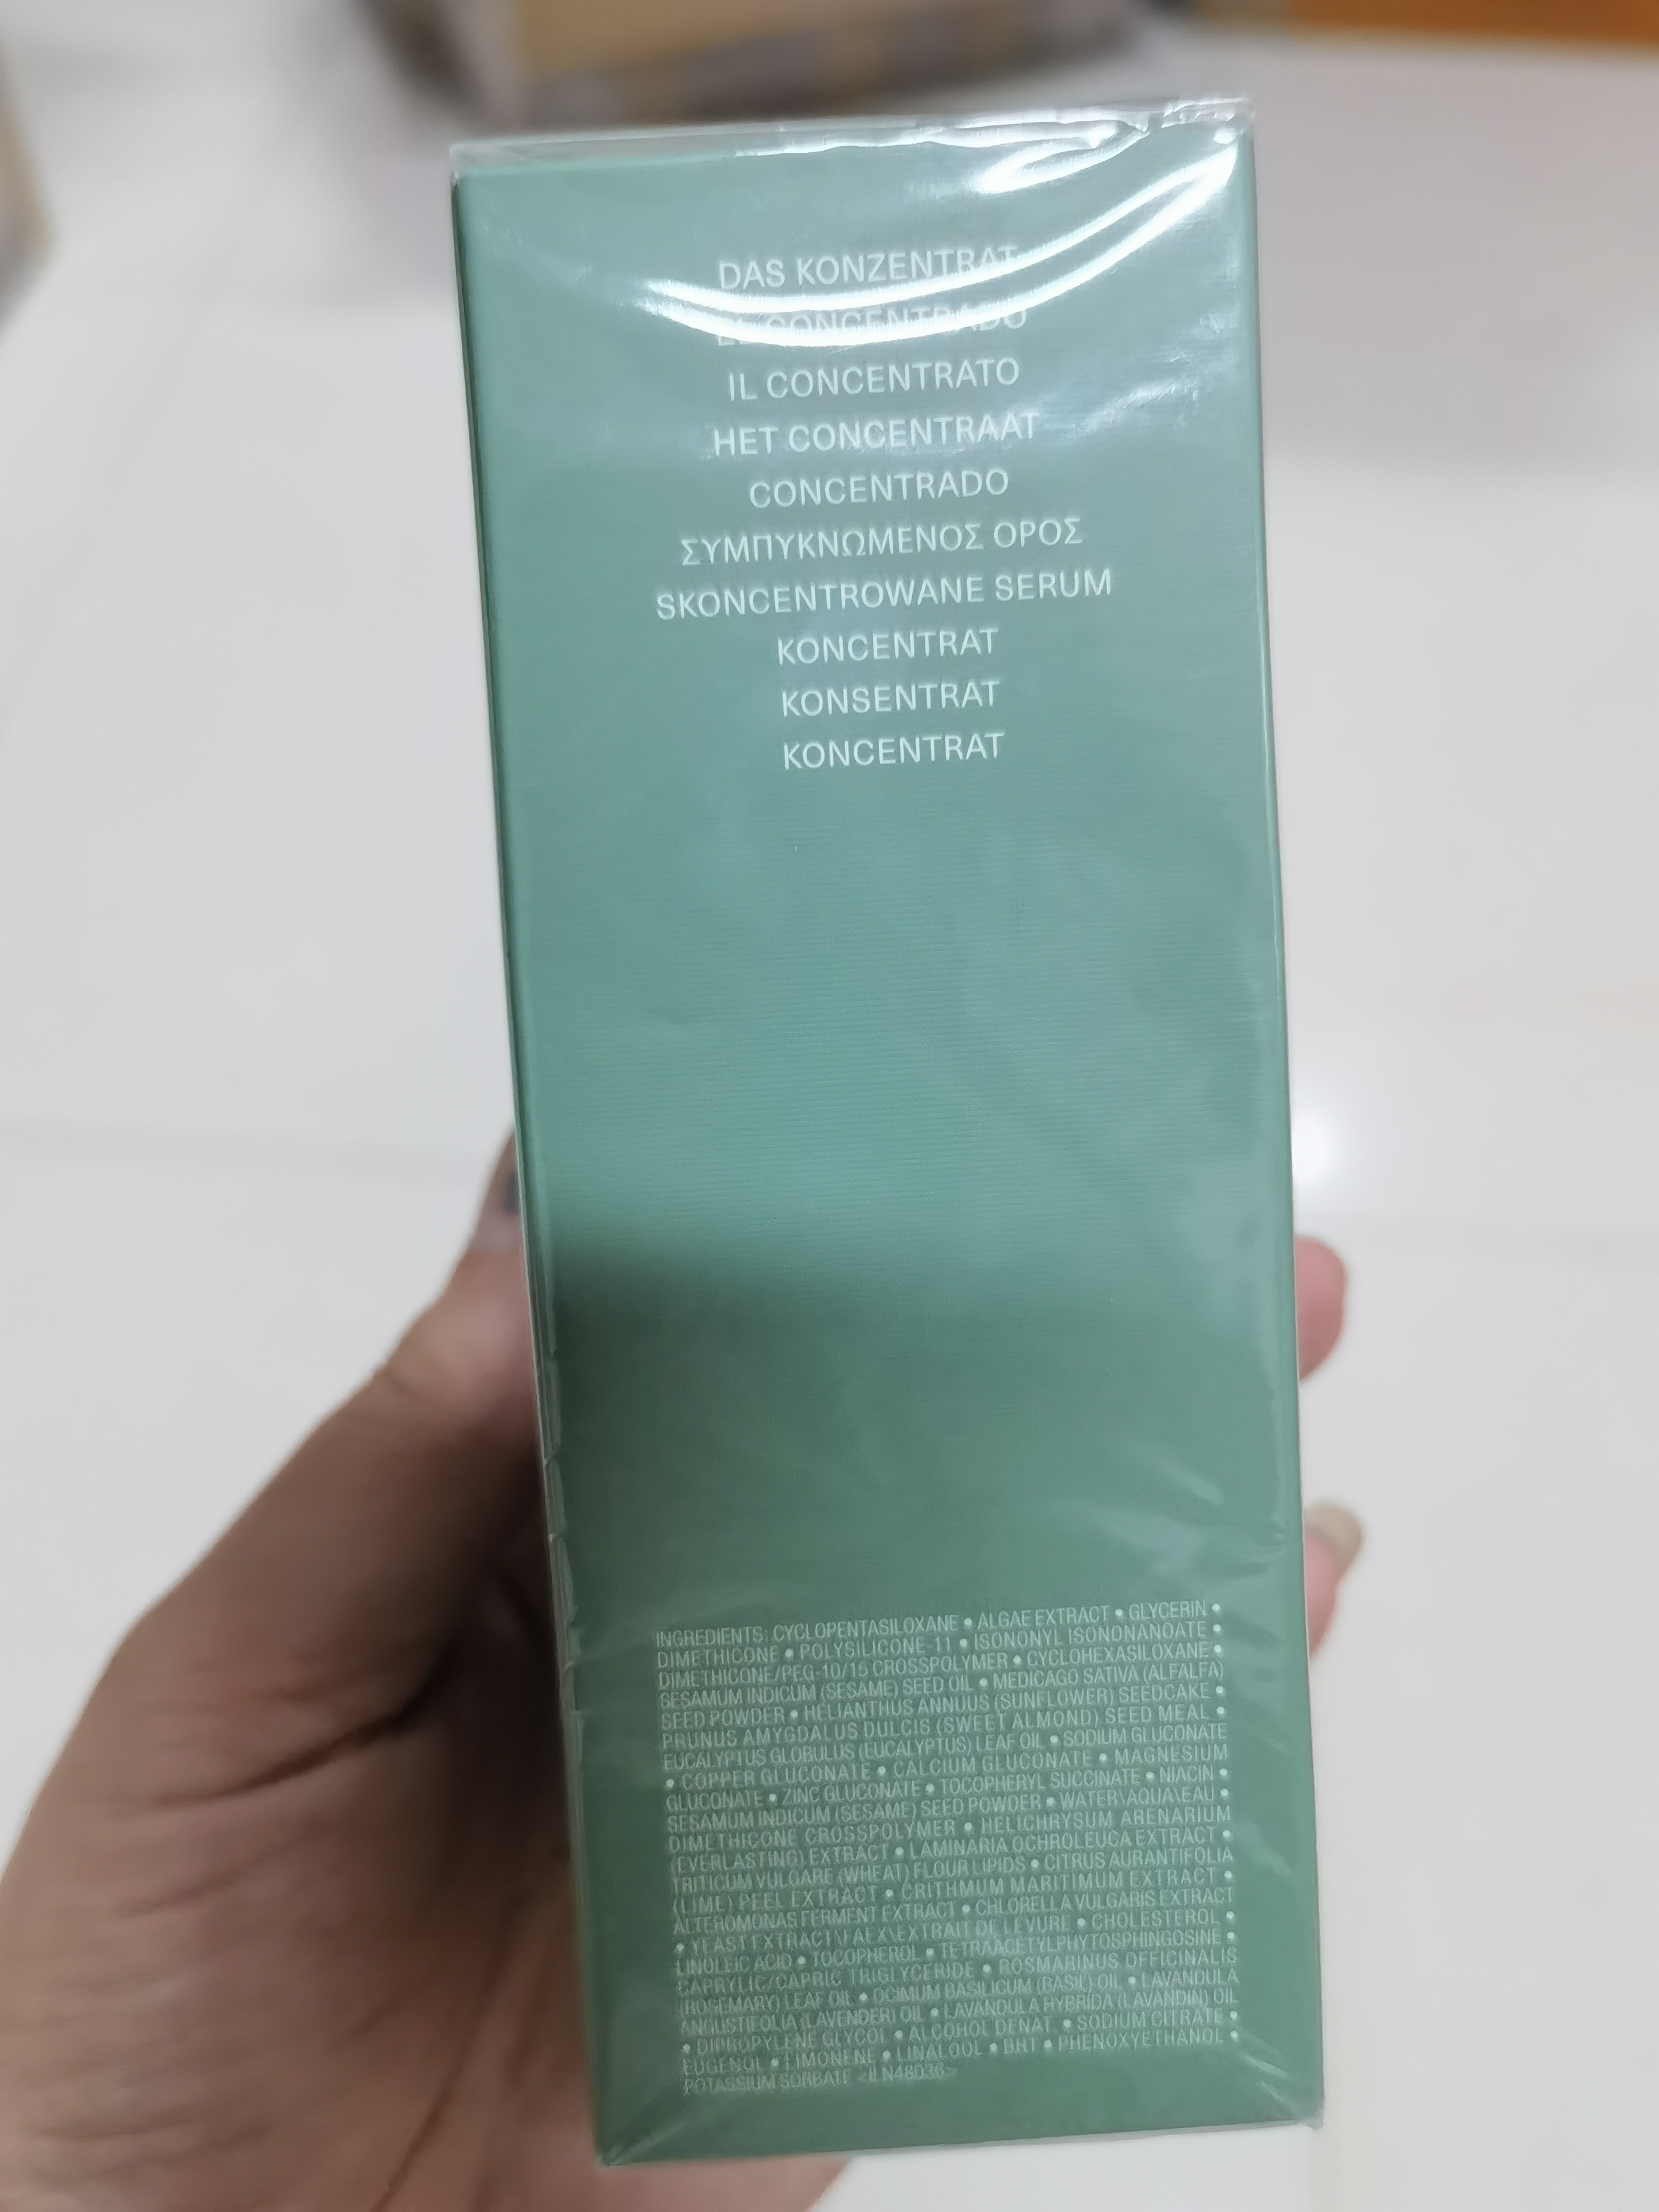 DAS KONZENTRAT
EL CONCENTRADO
IL CONCENTRATO
HET CONCENTRAAT
CONCENTRADO
ΣΥΜΠΥΚΝΩΜΕΝΟΣ ΟΡΟΣ
SKONCENTROWANE SERUM
KONCENTRAT
KONSENTRAT
KONCENTRAT
INGREDIENTS: CYCLOPENTASILOXANE • ALGAE EXTRACT • GLYCERIN •
DIMETHICONE • POLYSILICONE-11 • ISONONYL ISONONANOATE •
DIMETHICONE/PEG-10/15 CROSSPOLYMER • CYCLOHEXASILOXANE •
SESAMUM INDICUM (SESAME) SEED OIL • MEDICAGO SATIVA (ALFALFA)
SEED POWDER • HELIANTHUS ANNUUS (SUNFLOWER) SEEDCAKE •
PRUNUS AMYGDALUS DULCIS (SWEET ALMOND) SEED MEAL •
EUCALYPTUS GLOBULUS (EUCALYPTUS) LEAF OIL • SODIUM GLUCONATE
• COPPER GLUCONATE • CALCIUM GLUCONATE • MAGNESIUM
GLUCONATE • ZINC GLUCONATE • TOCOPHERYL SUCCINATE • NIACIN •
SESAMUM INDICUM (SESAME) SEED POWDER • WATER\AQUA\EAU •
DIMETHICONE CROSSPOLYMER • HELICHRYSUM ARENARIUM
(EVERLASTING) EXTRACT • LAMINARIA OCHROLEUCA EXTRACT •
TRITICUM VULGARE (WHEAT) FLOUR LIPIDS • CITRUS AURANTIFOLIA
(LIME) PEEL EXTRACT • CRITHMUM MARITIMUM EXTRACT •
ALTEROMONAS FERMENT EXTRACT • CHLORELLA VULGARIS EXTRACT
• YEAST EXTRACT\FAEX\EXTRAIT DE LEVURE • CHOLESTEROL •
LINOLEIC ACID • TOCOPHEROL • TETRAACETYLPHYTOSPHINGOSINE •
CAPRYLIC/CAPRIC TRIGLYCERIDE • ROSMARINUS OFFICINALIS
(ROSEMARY) LEAF OIL • OCIMUM BASILICUM (BASIL) OIL • LAVANDULA
ANGUSTIFOLIA (LAVENDER) OIL • LAVANDULA HYBRIDA (LAVANDIN) OIL
• DIPROPYLENE GLYCOL • ALCOHOL DENAT • SODIUM CITRATE •
EUGENOL • LIMONENE • LINALOOL • BHT • PHENOXYETHANOL •
POTASSIUM SORBATE <ILN48036>